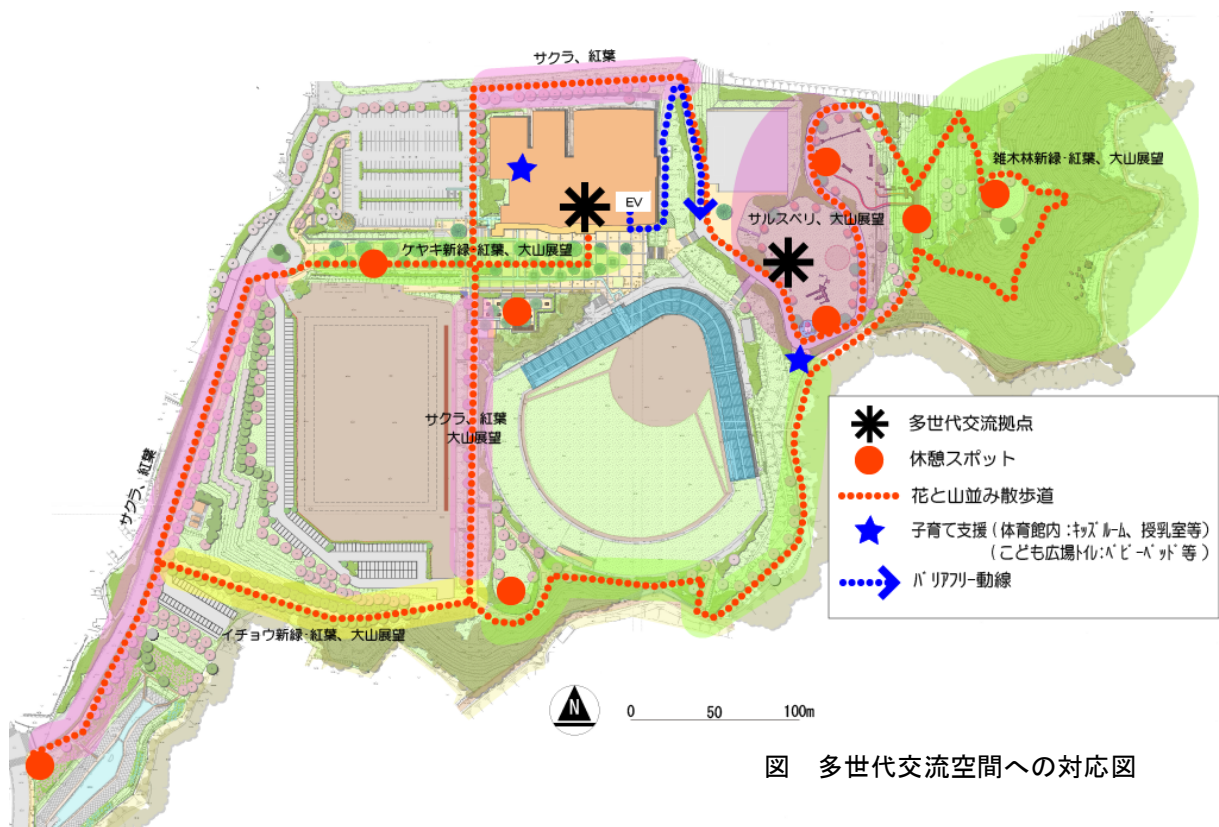 サクラ、紅葉
雑木林新緑・紅葉、大山展望
EV
サルスベリ、大山展望
ケヤキ新緑・紅葉、大山展望
サクラ、紅葉
大山展望
サクラ、紅葉
イチョウ新緑・紅葉、大山展望
多世代交流拠点
休憩スポット
花と山並み散歩道
子育て支援(体育館内:キッズルーム、授乳室等)
(こども広場トイレ:ベビーベッド等)
バリアフリー動線
N
0 50 100m
図 多世代交流空間への対応図